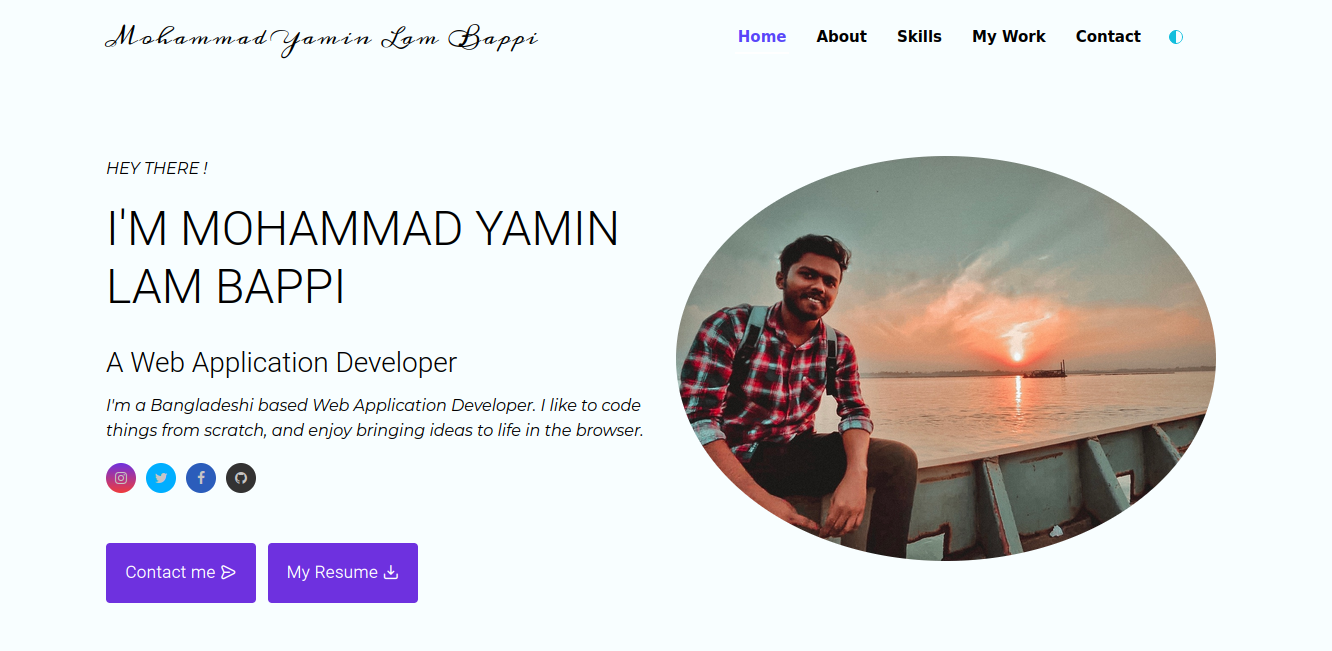 Mohammad Yamin Lam Bappi
Home About Skills My Work Contact
HEY THERE !
I'M MOHAMMAD YAMIN
LAM BAPPI
A Web Application Developer
I'm a Bangladeshi based Web Application Developer. I like to code
things from scratch, and enjoy bringing ideas to life in the browser.
Contact me My Resume